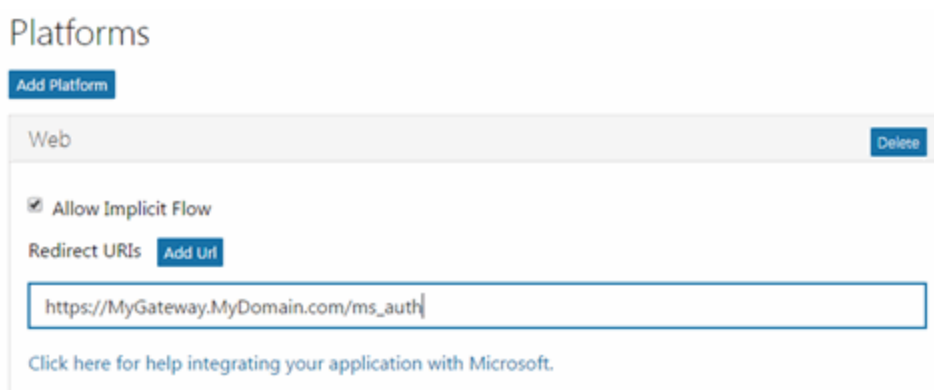 Platforms
Add Platform
Web
Delete
Allow Implicit Flow
Redirect URIs Add Url
https://MyGateway.MyDomain.com/ms_auth
Click here for help integrating your application with Microsoft.